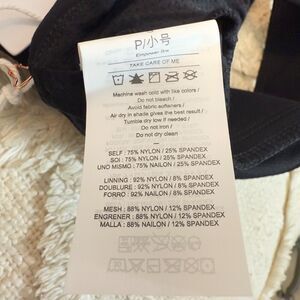 P/小号
Empower Bra
TAKE CARE OF ME
Machine wash cold with like colors /
Do not bleach /
Avoid fabric softeners /
Air dry in shade gives the best result /
Tumble dry low if needed /
Do not iron /
Do not dry clean
SELF : 75% NYLON / 25% SPANDEX
SOI : 75% NYLON / 25% SPANDEX
UNO MISMO : 75% NAILON / 25% SPANDEX
LINNING : 92% NYLON / 8% SPANDEX
DOUBLURE : 92% NYLON / 8% SPANDEX
FORRO : 92% NAILON / 8% SPANDEX
MESH : 88% NYLON / 12% SPANDEX
ENGRENER : 88% NYLON / 12% SPANDEX
MALLA : 88% NAILON / 12% SPANDEX